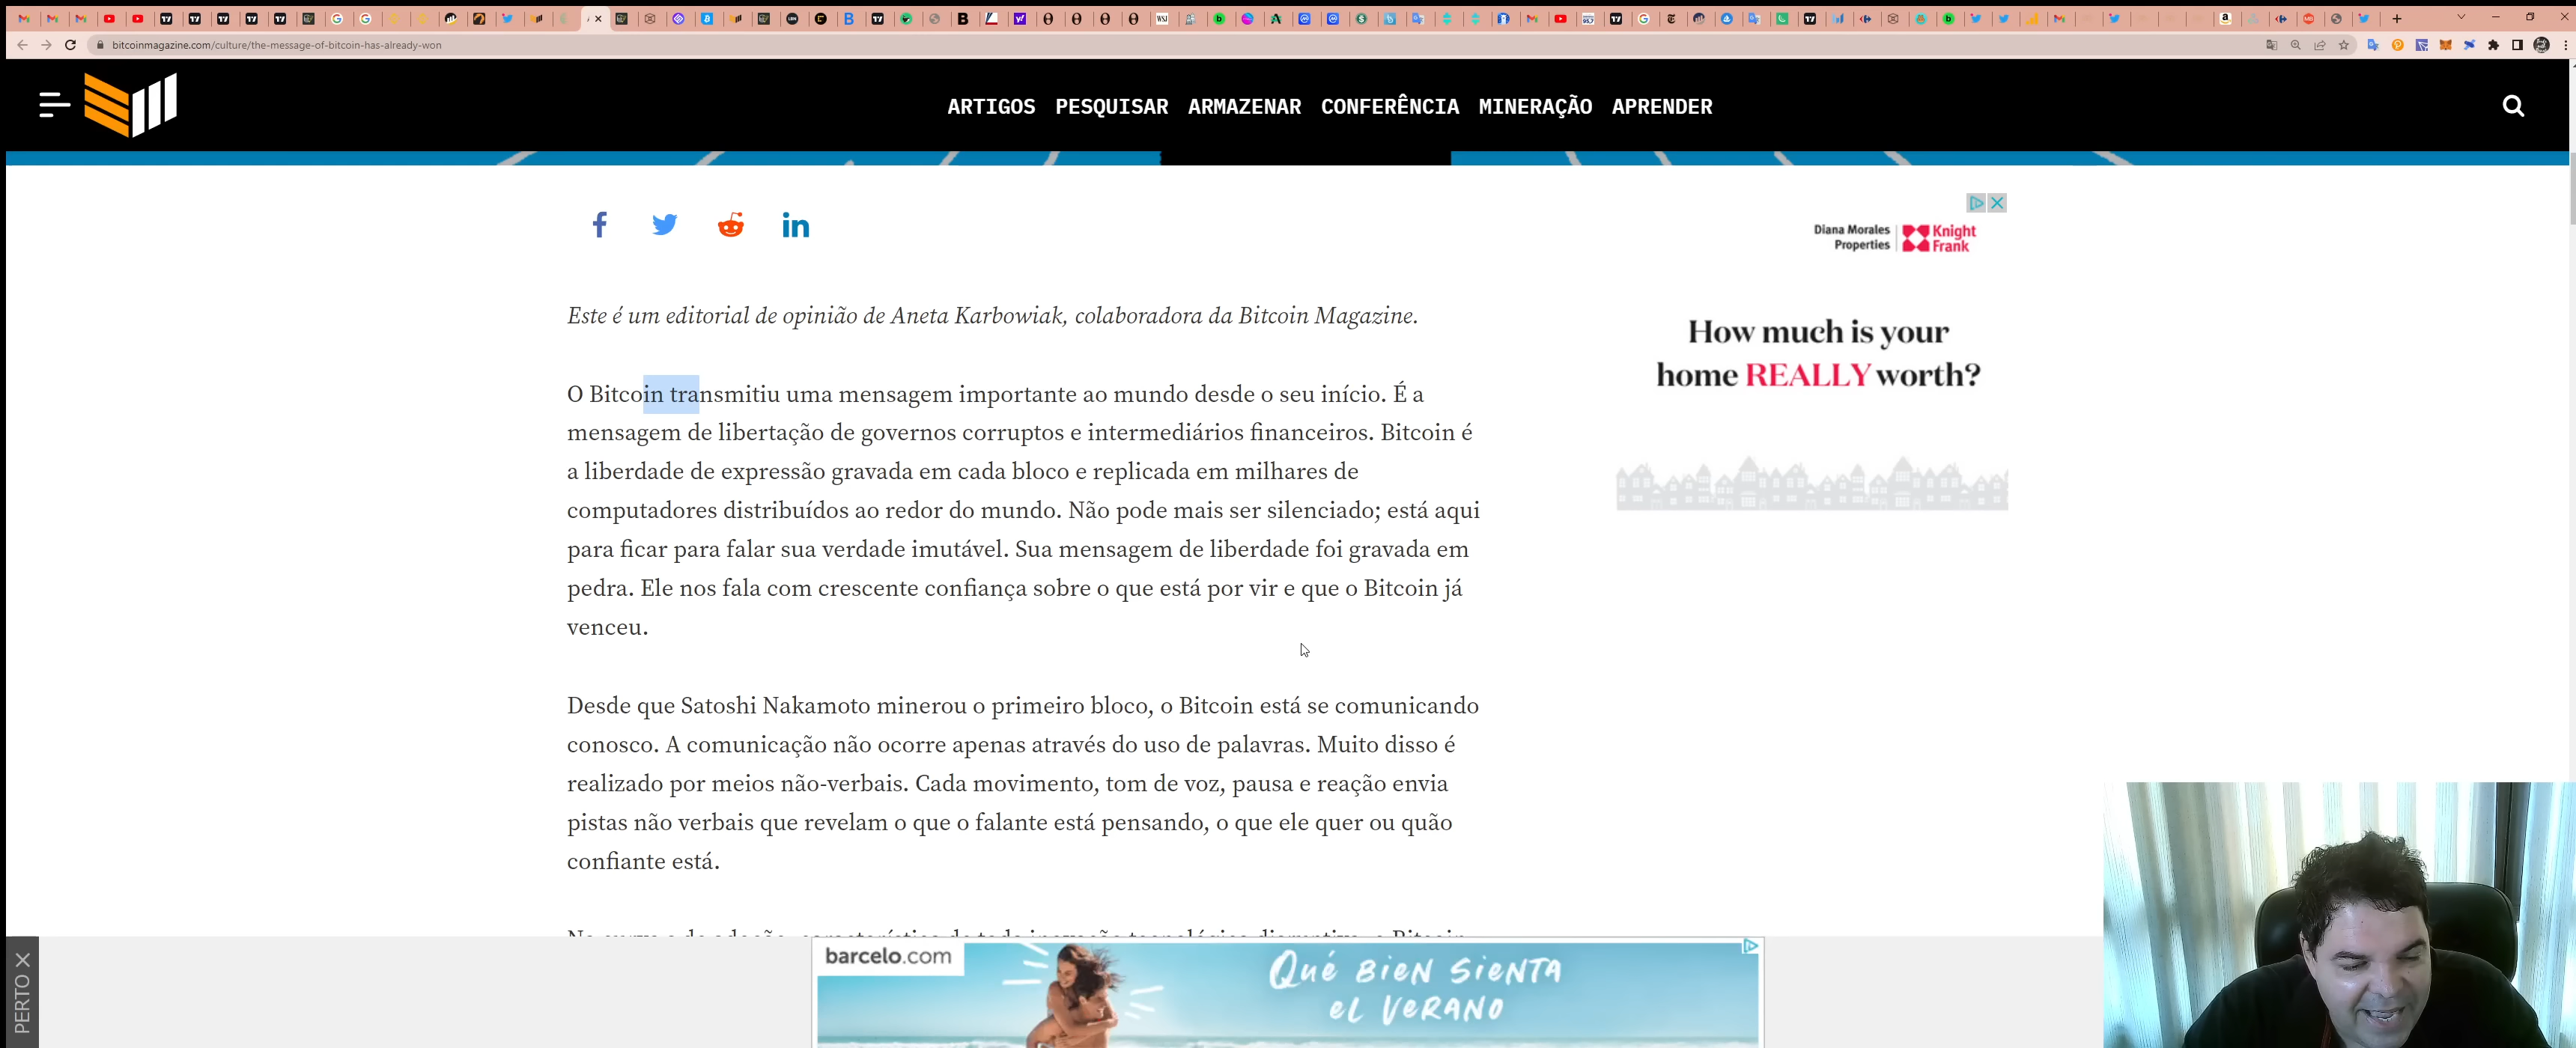 bitcoinmagazine.com/culture/the-message-of-bitcoin-has-already-won
ARTIGOS PESQUISAR ARMAZENAR CONFERÊNCIA MINERAÇÃO APRENDER
Diana Morales
Properties
Knight
Frank
How much is your
home REALLY worth?
Este é um editorial de opinião de Aneta Karbowiak, colaboradora da Bitcoin Magazine.
O Bitcoin transmitiu uma mensagem importante ao mundo desde o seu início. É a
mensagem de libertação de governos corruptos e intermediários financeiros. Bitcoin é
a liberdade de expressão gravada em cada bloco e replicada em milhares de
computadores distribuídos ao redor do mundo. Não pode mais ser silenciado; está aqui
para ficar para falar sua verdade imutável. Sua mensagem de liberdade foi gravada em
pedra. Ele nos fala com crescente confiança sobre o que está por vir e que o Bitcoin já
venceu.
Desde que Satoshi Nakamoto minerou o primeiro bloco, o Bitcoin está se comunicando
conosco. A comunicação não ocorre apenas através do uso de palavras. Muito disso é
realizado por meios não-verbais. Cada movimento, tom de voz, pausa e reação envia
pistas não verbais que revelam o que o falante está pensando, o que ele quer ou quão
confiante está.
PERTO X
barcelo.com
Qué BiEN SiENTA
eL VERANO